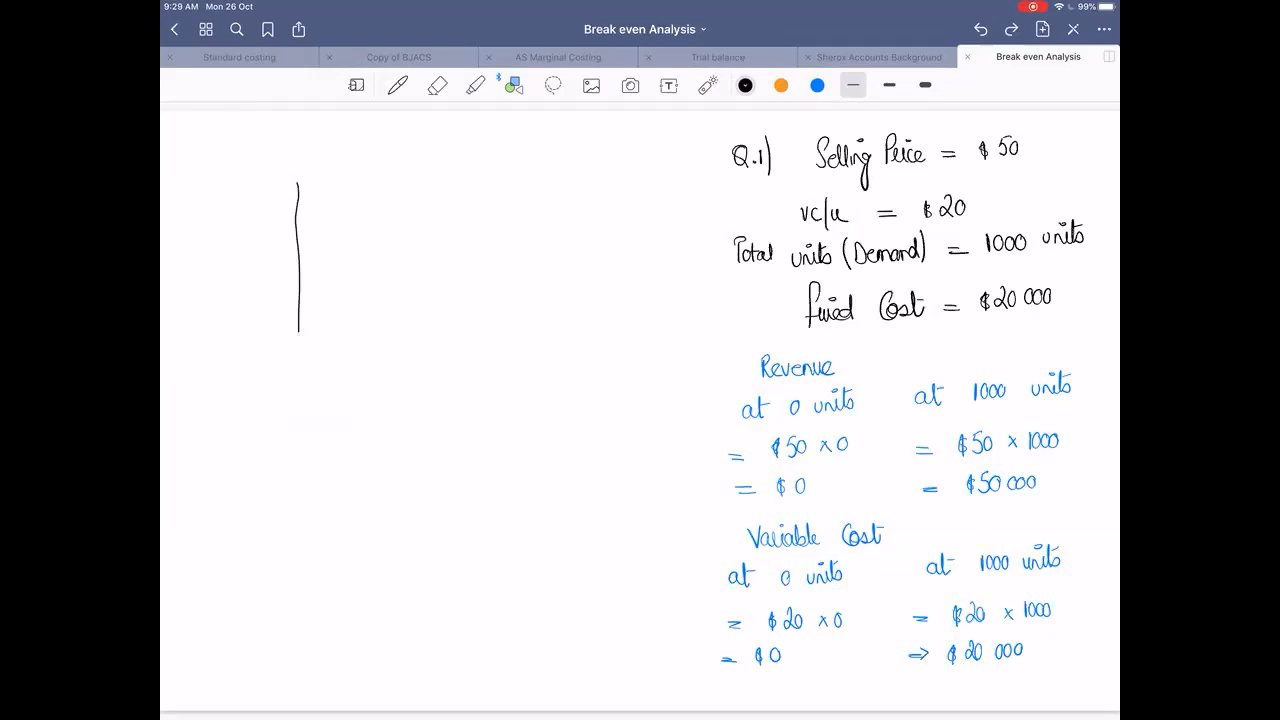 9:29 AM Mon 26 Oct
99%
Break even Analysis
Standard costing
Copy of BJACS
AS Marginal Costing
Trial balance
Sherox Accounts Background
Break even Analysis
Q.1) Selling Price = $ 50
vc/u = $ 20
Total units (Demand) = 1000 units
fixed Cost = $20 000
Revenue
at 0 units at 1000 units
= $50 × 0 = $50 × 1000
= $ 0 = $50 000
Variable Cost
at 0 units at 1000 units
= $20 × 0 = $20 × 1000
= $0 ⇒ $20 000